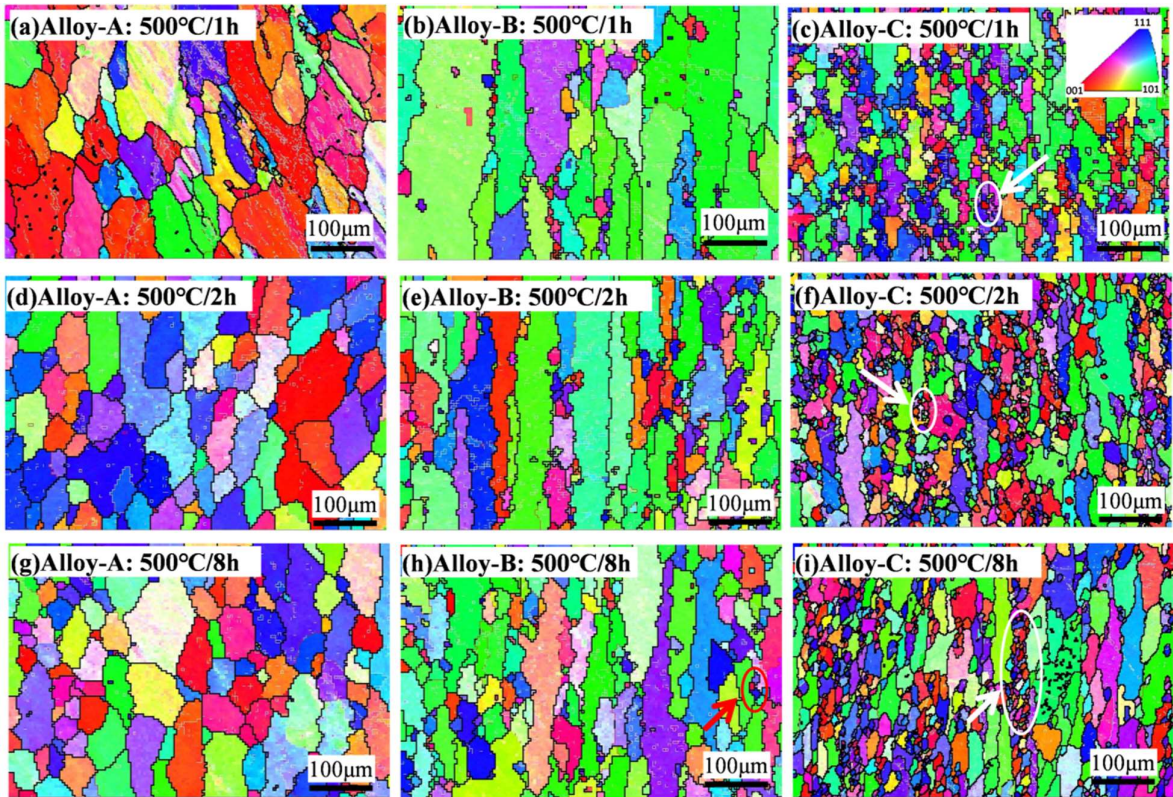 (a)Alloy-A: 500°C/1h
(b)Alloy-B: 500°C/1h
(c)Alloy-C: 500°C/1h
111
001
101
100μm
100μm
100μm
(d)Alloy-A: 500°C/2h
(e)Alloy-B: 500°C/2h
(f)Alloy-C: 500°C/2h
100μm
100μm
100μm
(g)Alloy-A: 500°C/8h
(h)Alloy-B: 500°C/8h
(i)Alloy-C: 500°C/8h
100μm
100μm
100μm